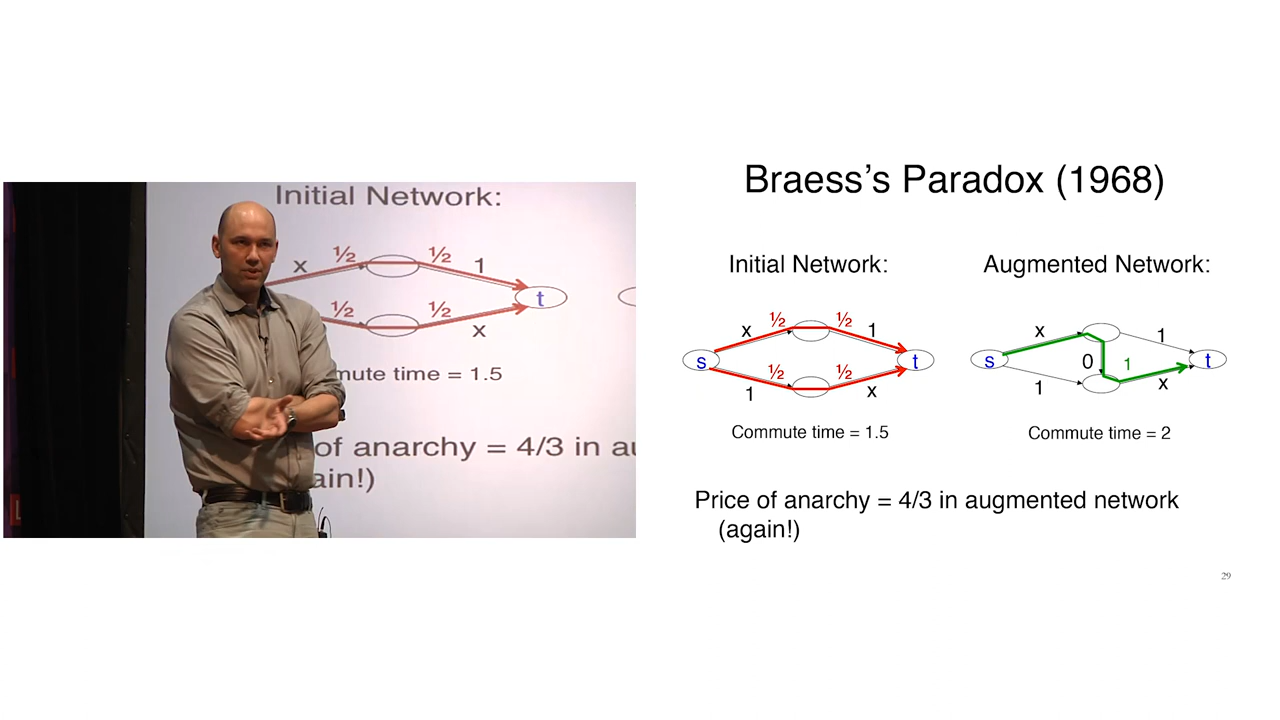 Initial Network:
x ½ ½ 1
t
½ ½ x
mute time = 1.5
of anarchy = 4/3 in au
ain!)
Braess’s Paradox (1968)
Initial Network:
Augmented Network:
x ½ ½ 1
s t
1 ½ ½ x
Commute time = 1.5
x 1
s 0 1 t
1 x
Commute time = 2
Price of anarchy = 4/3 in augmented network
(again!)
29